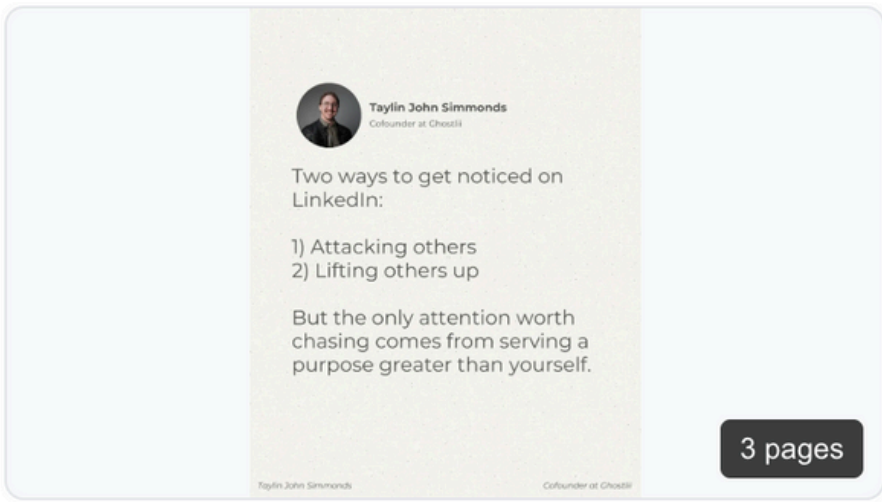 Taylin John Simmonds
Cofounder at Ghostlii
Two ways to get noticed on
LinkedIn:
1) Attacking others
2) Lifting others up
But the only attention worth
chasing comes from serving a
purpose greater than yourself.
3 pages
Taylin John Simmonds
Cofounder at Ghostlii